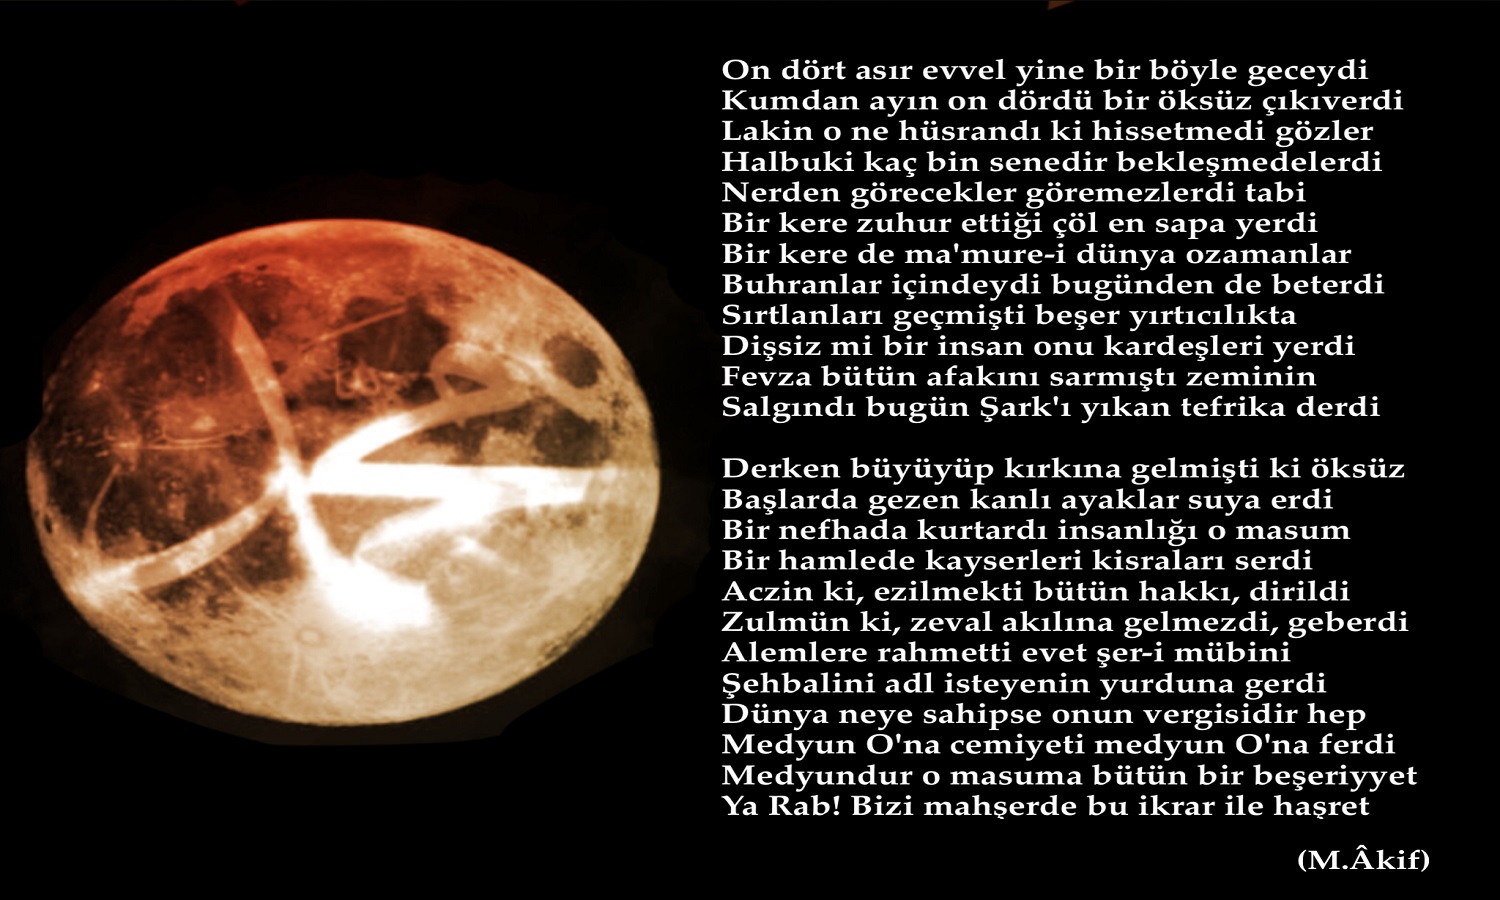 On dört asır evvel yine bir böyle geceydi
Kumdan ayın on dördü bir öksüz çıkıverdi
Lakin o ne hüsrandı ki hissetmedi gözler
Halbuki kaç bin senedir bekleşmedelerdi
Nerden görecekler göremezlerdi tabi
Bir kere zuhur ettiği çöl en sapa yerdi
Bir kere de ma'mure-i dünya ozamanlar
Buhranlar içindeydi bugünden de beterdi
Sırtlanları geçmişti beşer yırtıcılıkta
Dişsiz mi bir insan onu kardeşleri yerdi
Fevza bütün afakını sarmıştı zeminin
Salgındı bugün Şark'ı yıkan tefrika derdi
Derken büyüyüp kırkına gelmişti ki öksüz
Başlarda gezen kanlı ayaklar suya erdi
Bir nefhada kurtardı insanlığı o masum
Bir hamlede kayserleri kisraları serdi
Aczin ki, ezilmekti bütün hakkı, dirildi
Zulmün ki, zeval akılına gelmezdi, geberdi
Alemlere rahmetti evet şer-i mübini
Şehbalini adl isteyenin yurduna gerdi
Dünya neye sahipse onun vergisidir hep
Medyun O'na cemiyeti medyun O'na ferdi
Medyundur o masuma bütün bir beşeriyyet
Ya Rab! Bizi mahşerde bu ikrar ile haşret
(M.Âkif)